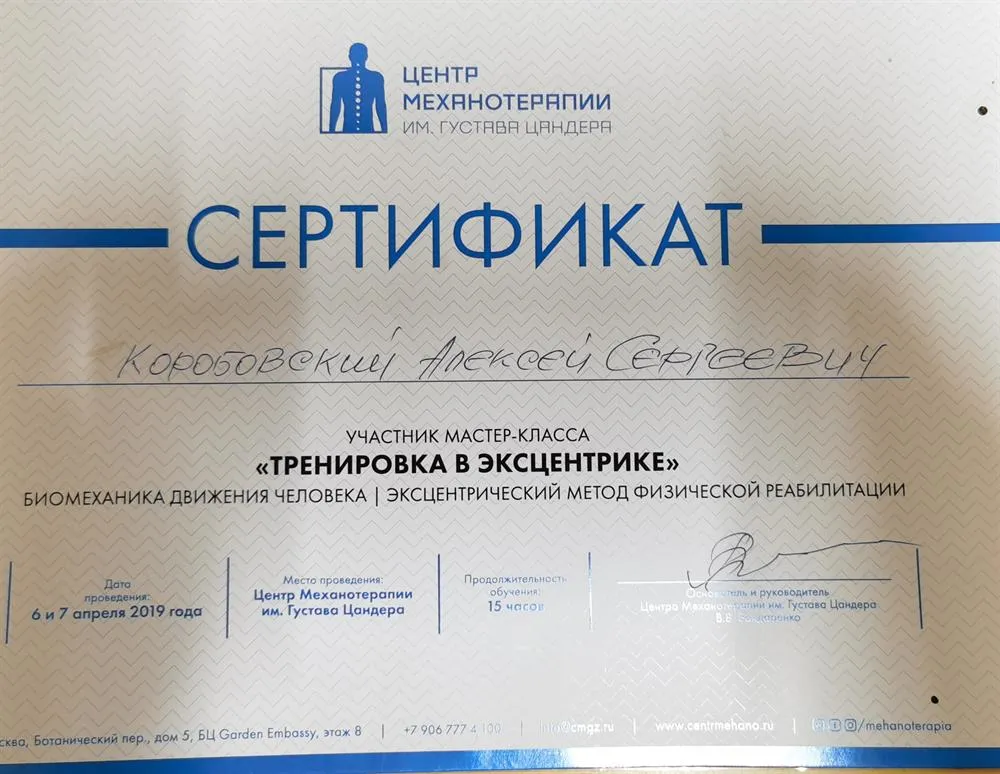 ЦЕНТР
МЕХАНОТЕРАПИИ
ИМ. ГУСТАВА ЦАНДЕРА
СЕРТИФИКАТ
Коробовский Алексей Сергеевич
УЧАСТНИК МАСТЕР-КЛАССА
«ТРЕНИРОВКА В ЭКСЦЕНТРИКЕ»
БИОМЕХАНИКА ДВИЖЕНИЯ ЧЕЛОВЕКА | ЭКСЦЕНТРИЧЕСКИЙ МЕТОД ФИЗИЧЕСКОЙ РЕАБИЛИТАЦИИ
Дата
проведения:
6 и 7 апреля 2019 года
Место проведения:
Центр Механотерапии
им. Густава Цандера
Продолжительность
обучения:
15 часов
Основатель и руководитель
Центра Механотерапии им. Густава Цандера
В.Б.
сква, Ботанический пер., дом 5, БЦ Garden Embassy, этаж 8 | +7 906 777 4 100 | info@cmgz.ru | www.centrmehano.ru | /mehanoterapia